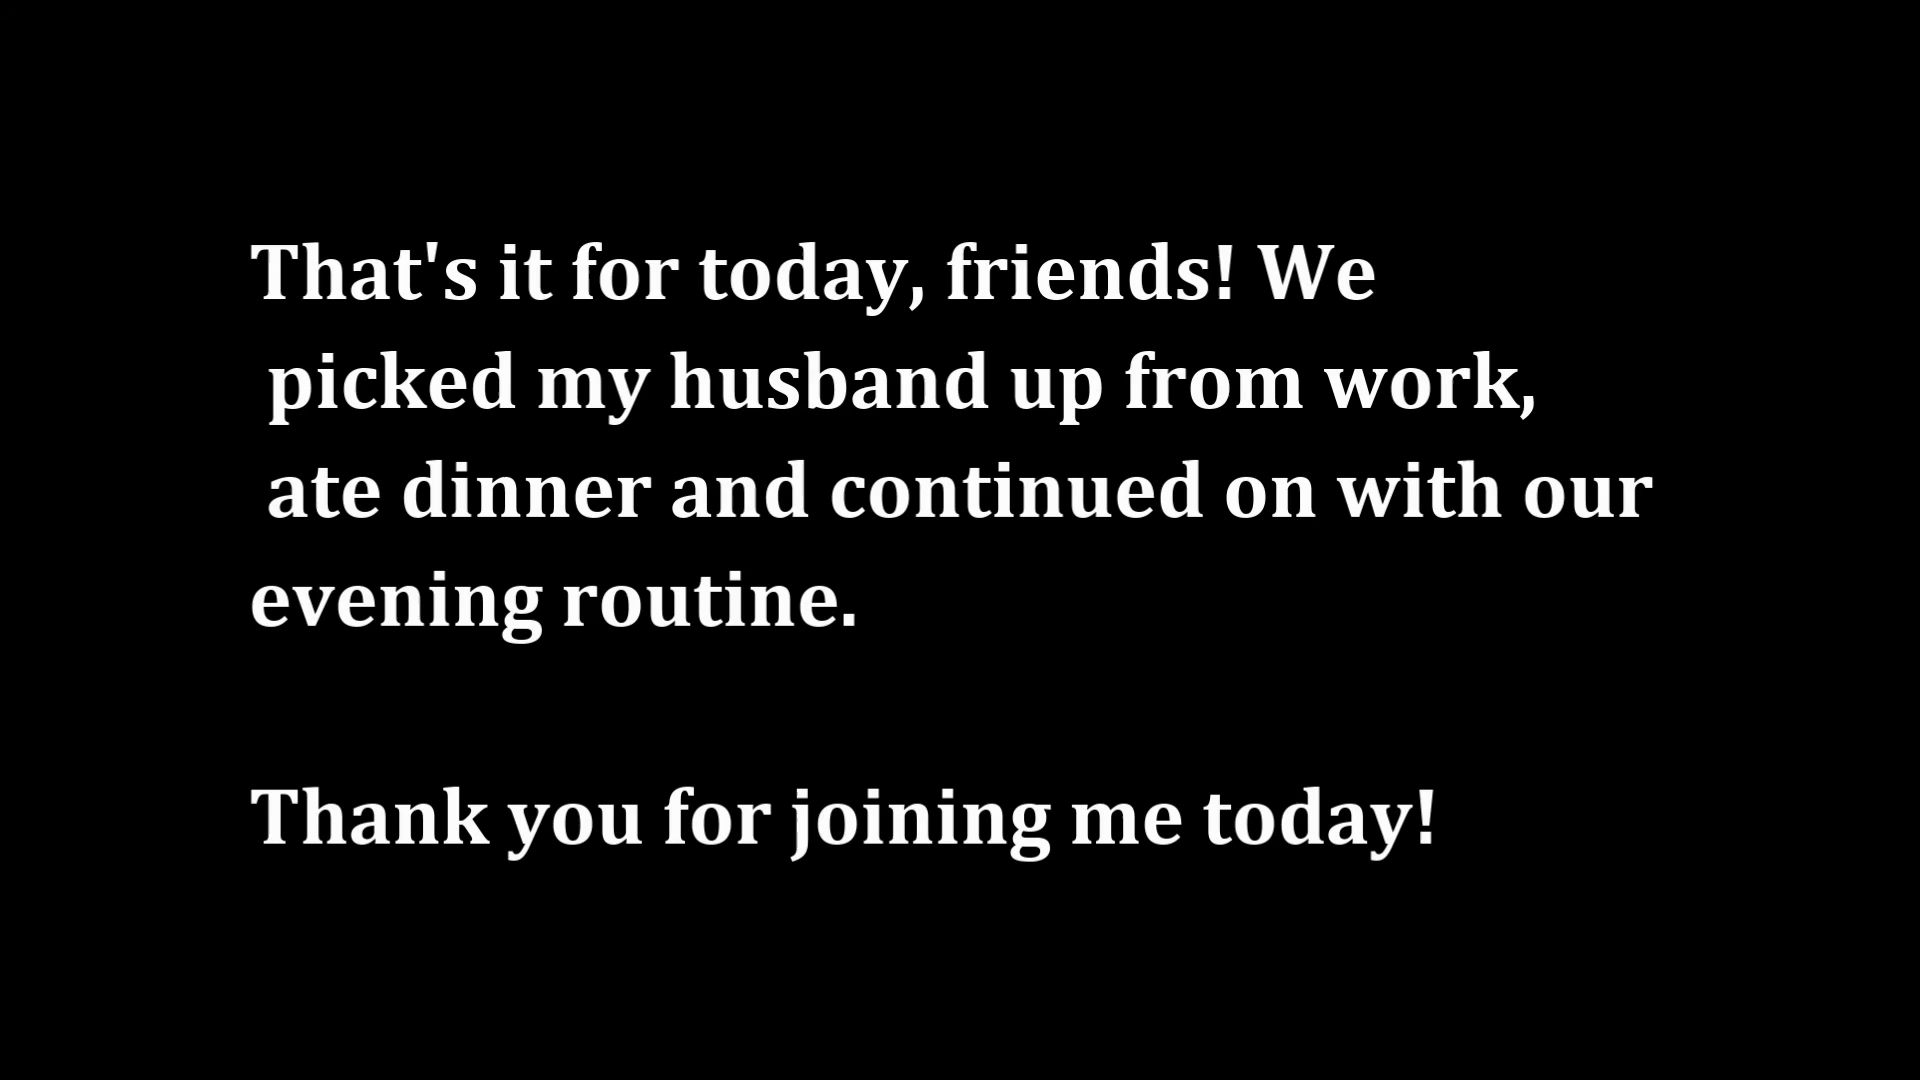 That's it for today, friends! We
picked my husband up from work,
ate dinner and continued on with our
evening routine.
Thank you for joining me today!